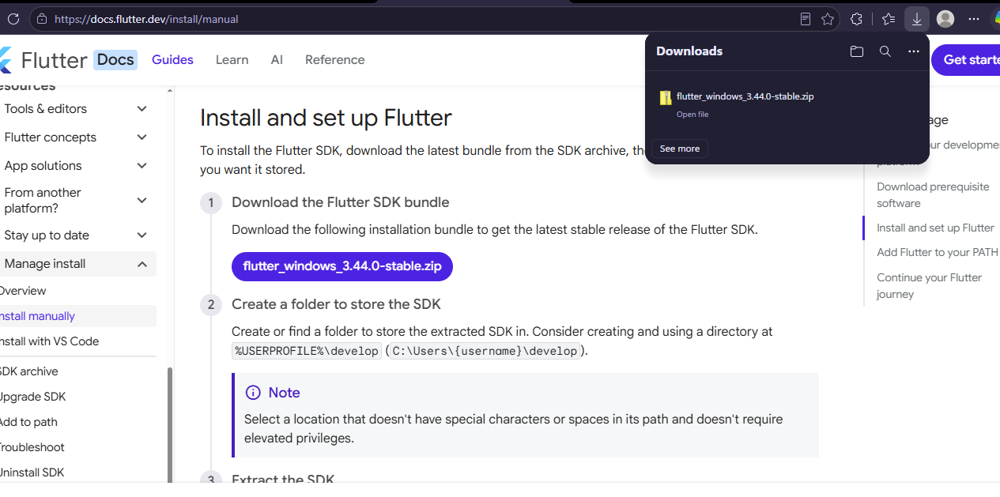 https://docs.flutter.dev/install/manual
Downloads
flutter_windows_3.44.0-stable.zip
Open file
See more
Flutter Docs
Guides
Learn
AI
Reference
Get starte
esources
Tools & editors
Flutter concepts
App solutions
From another
platform?
Stay up to date
Manage install
Overview
nstall manually
nstall with VS Code
SDK archive
Upgrade SDK
Add to path
Troubleshoot
Uninstall SDK
Install and set up Flutter
To install the Flutter SDK, download the latest bundle from the SDK archive, the
you want it stored.
1
Download the Flutter SDK bundle
Download the following installation bundle to get the latest stable release of the Flutter SDK.
flutter_windows_3.44.0-stable.zip
2
Create a folder to store the SDK
Create or find a folder to store the extracted SDK in. Consider creating and using a directory at
%USERPROFILE%\develop (C:\Users\{username}\develop).
Note
Select a location that doesn't have special characters or spaces in its path and doesn't require
elevated privileges.
3
Extract the SDK
age
ur developme
platform
Download prerequisite
software
Install and set up Flutter
Add Flutter to your PATH
Continue your Flutter
journey